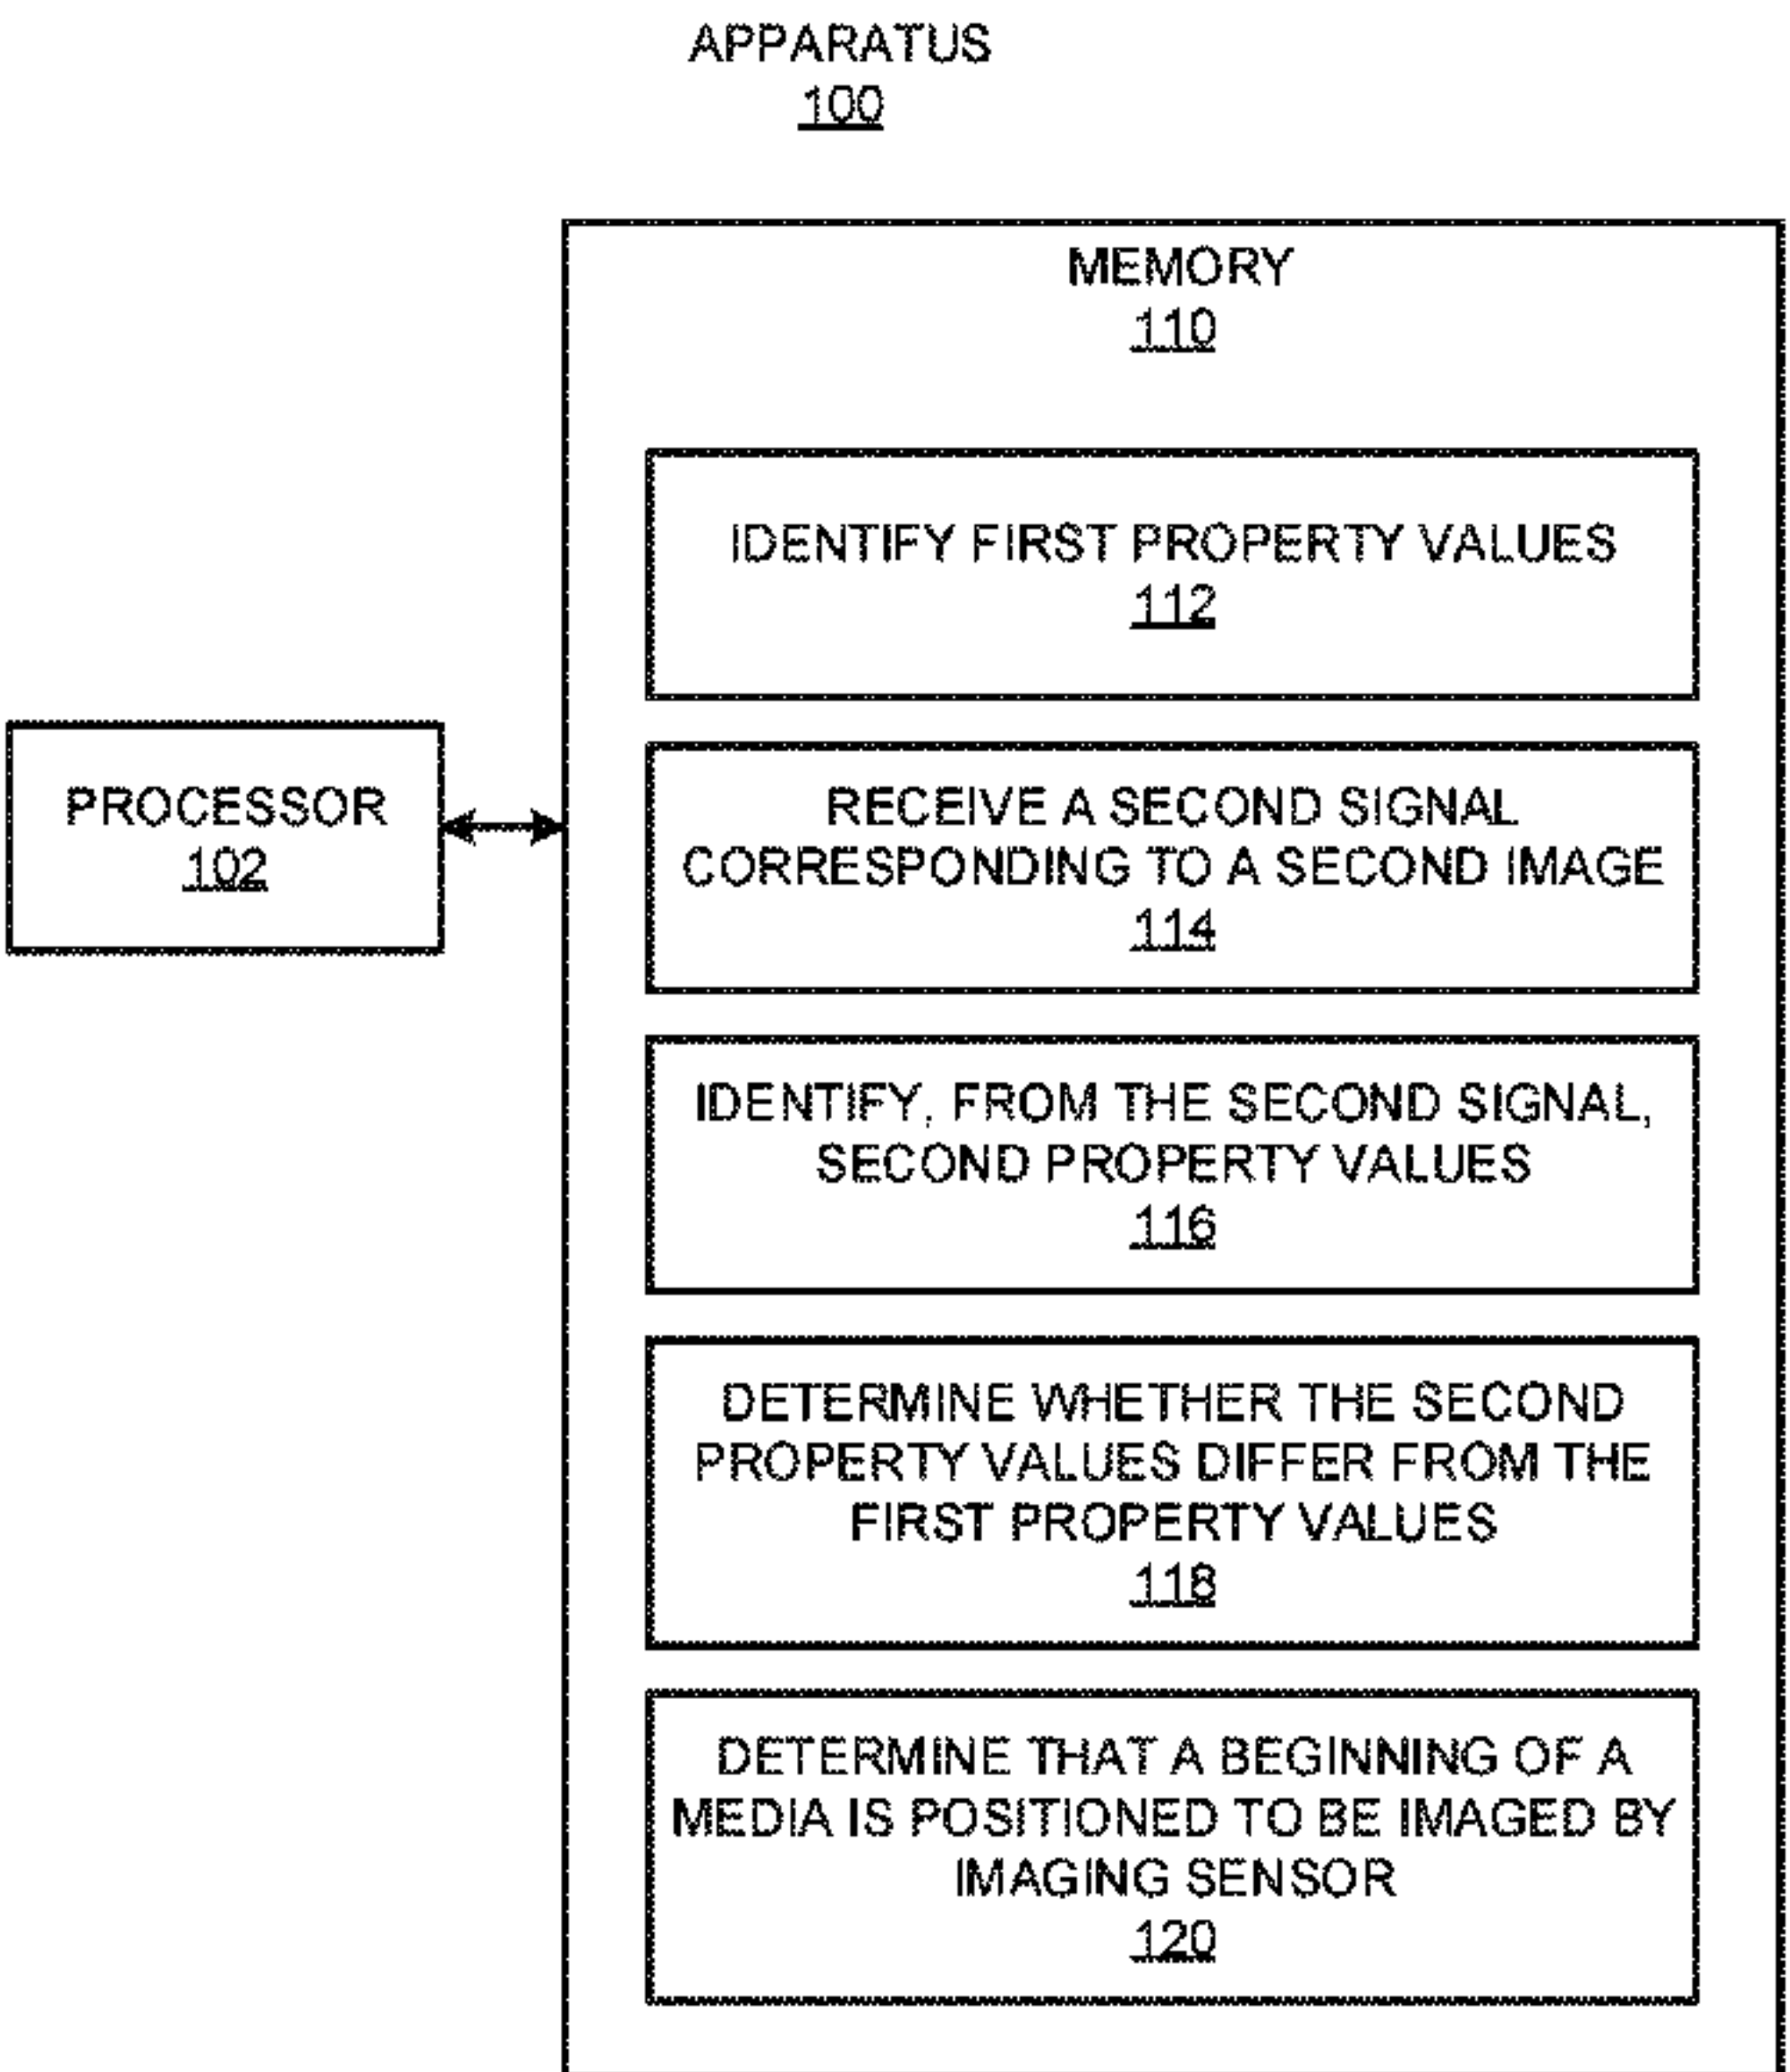 APPARATUS
100
MEMORY
110
IDENTIFY FIRST PROPERTY VALUES
112
PROCESSOR
102
RECEIVE A SECOND SIGNAL
CORRESPONDING TO A SECOND IMAGE
114
IDENTIFY, FROM THE SECOND SIGNAL,
SECOND PROPERTY VALUES
116
DETERMINE WHETHER THE SECOND
PROPERTY VALUES DIFFER FROM THE
FIRST PROPERTY VALUES
118
DETERMINE THAT A BEGINNING OF A
MEDIA IS POSITIONED TO BE IMAGED BY
IMAGING SENSOR
120